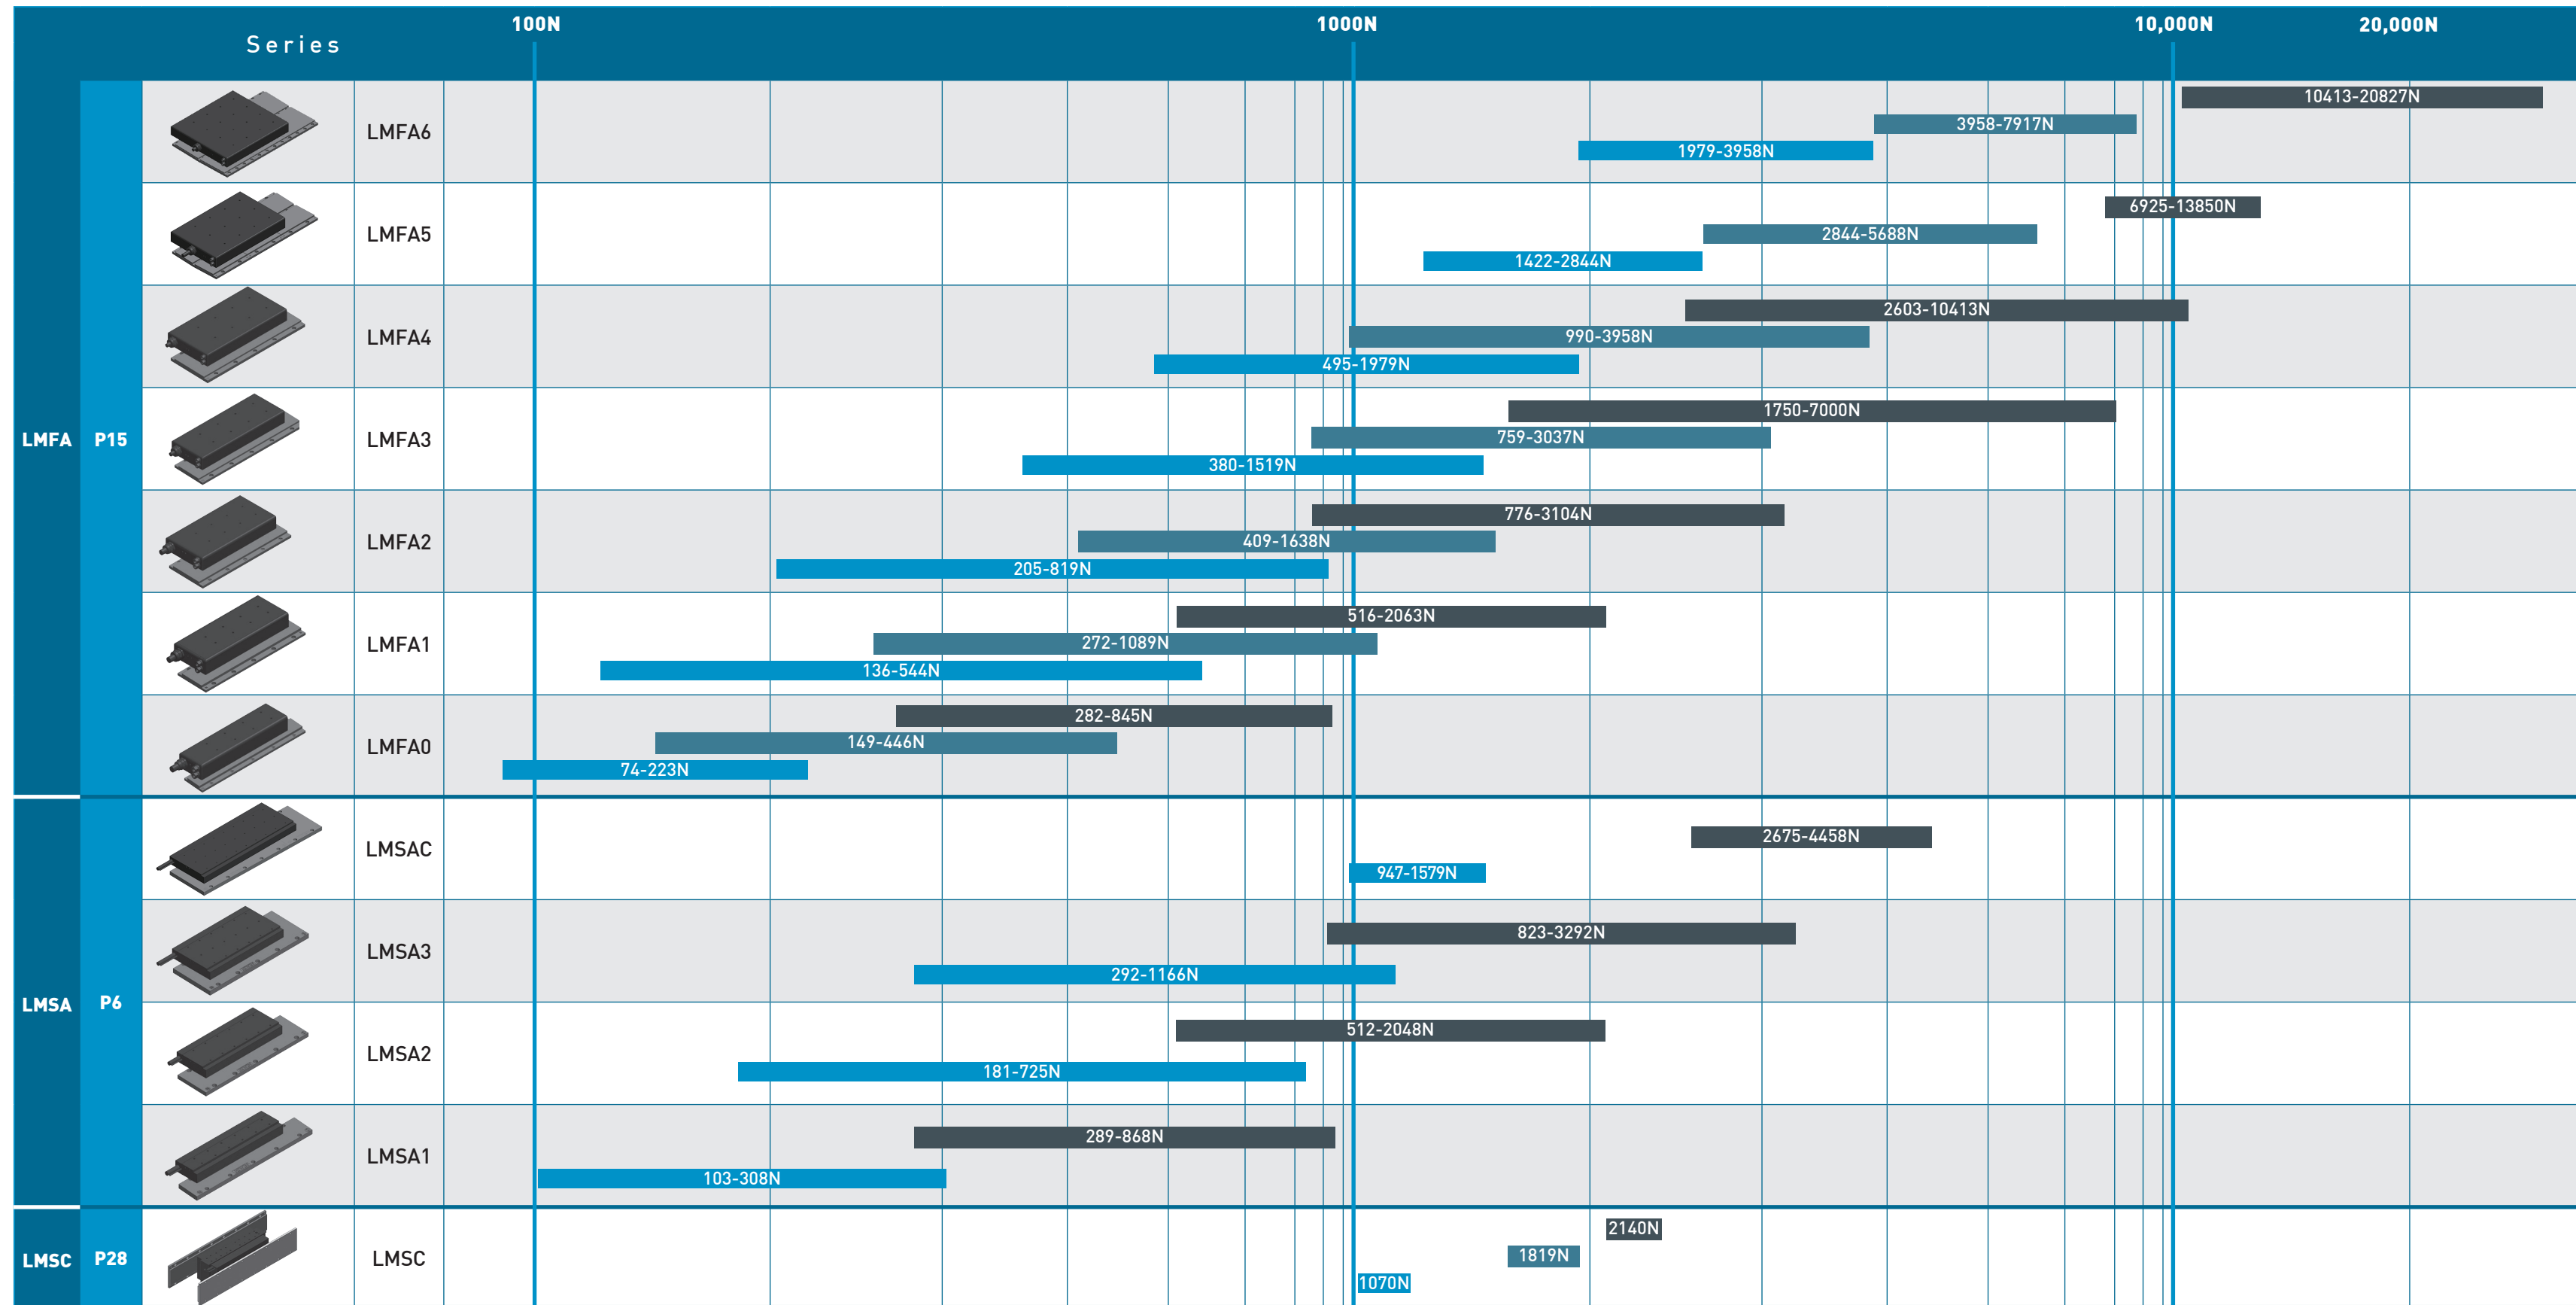 Series
100N
1000N
10,000N
20,000N
LMFA
P15
LMFA6
10413-20827N
3958-7917N
1979-3958N
LMFA5
6925-13850N
2844-5688N
1422-2844N
LMFA4
2603-10413N
990-3958N
495-1979N
LMFA3
1750-7000N
759-3037N
380-1519N
LMFA2
776-3104N
409-1638N
205-819N
LMFA1
516-2063N
272-1089N
136-544N
LMFA0
282-845N
149-446N
74-223N
LMSA
P6
LMSAC
2675-4458N
947-1579N
LMSA3
823-3292N
292-1166N
LMSA2
512-2048N
181-725N
LMSA1
289-868N
103-308N
LMSC
P28
LMSC
2140N
1819N
1070N